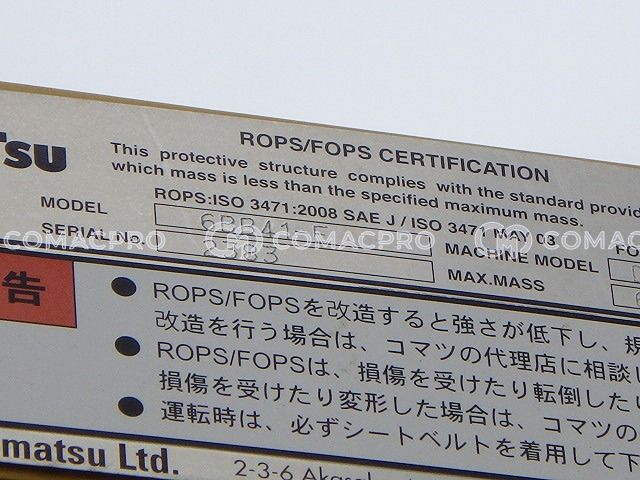 TSU
ROPS/FOPS CERTIFICATION
This protective structure complies with the standard provid
which mass is less than the specified maximum mass.
ROPS:ISO 3471:2008 SAE J / ISO 3471 NOV 03 FO
MODEL
SERIAL NO.
MACHINE MODEL
MAX.MASS
COMACPRO COMACPRO COMACPRO
告
● ROPS/FOPSを改造すると強さが低下し、規
改造を行う場合は、コマツの代理店に相談し
● ROPS/FOPSは、損傷を受けたり転倒したり
損傷を受けたり変形した場合は、コマツの
● 運転時は、必ずシートベルトを着用して下
matsu Ltd. 2-3-6